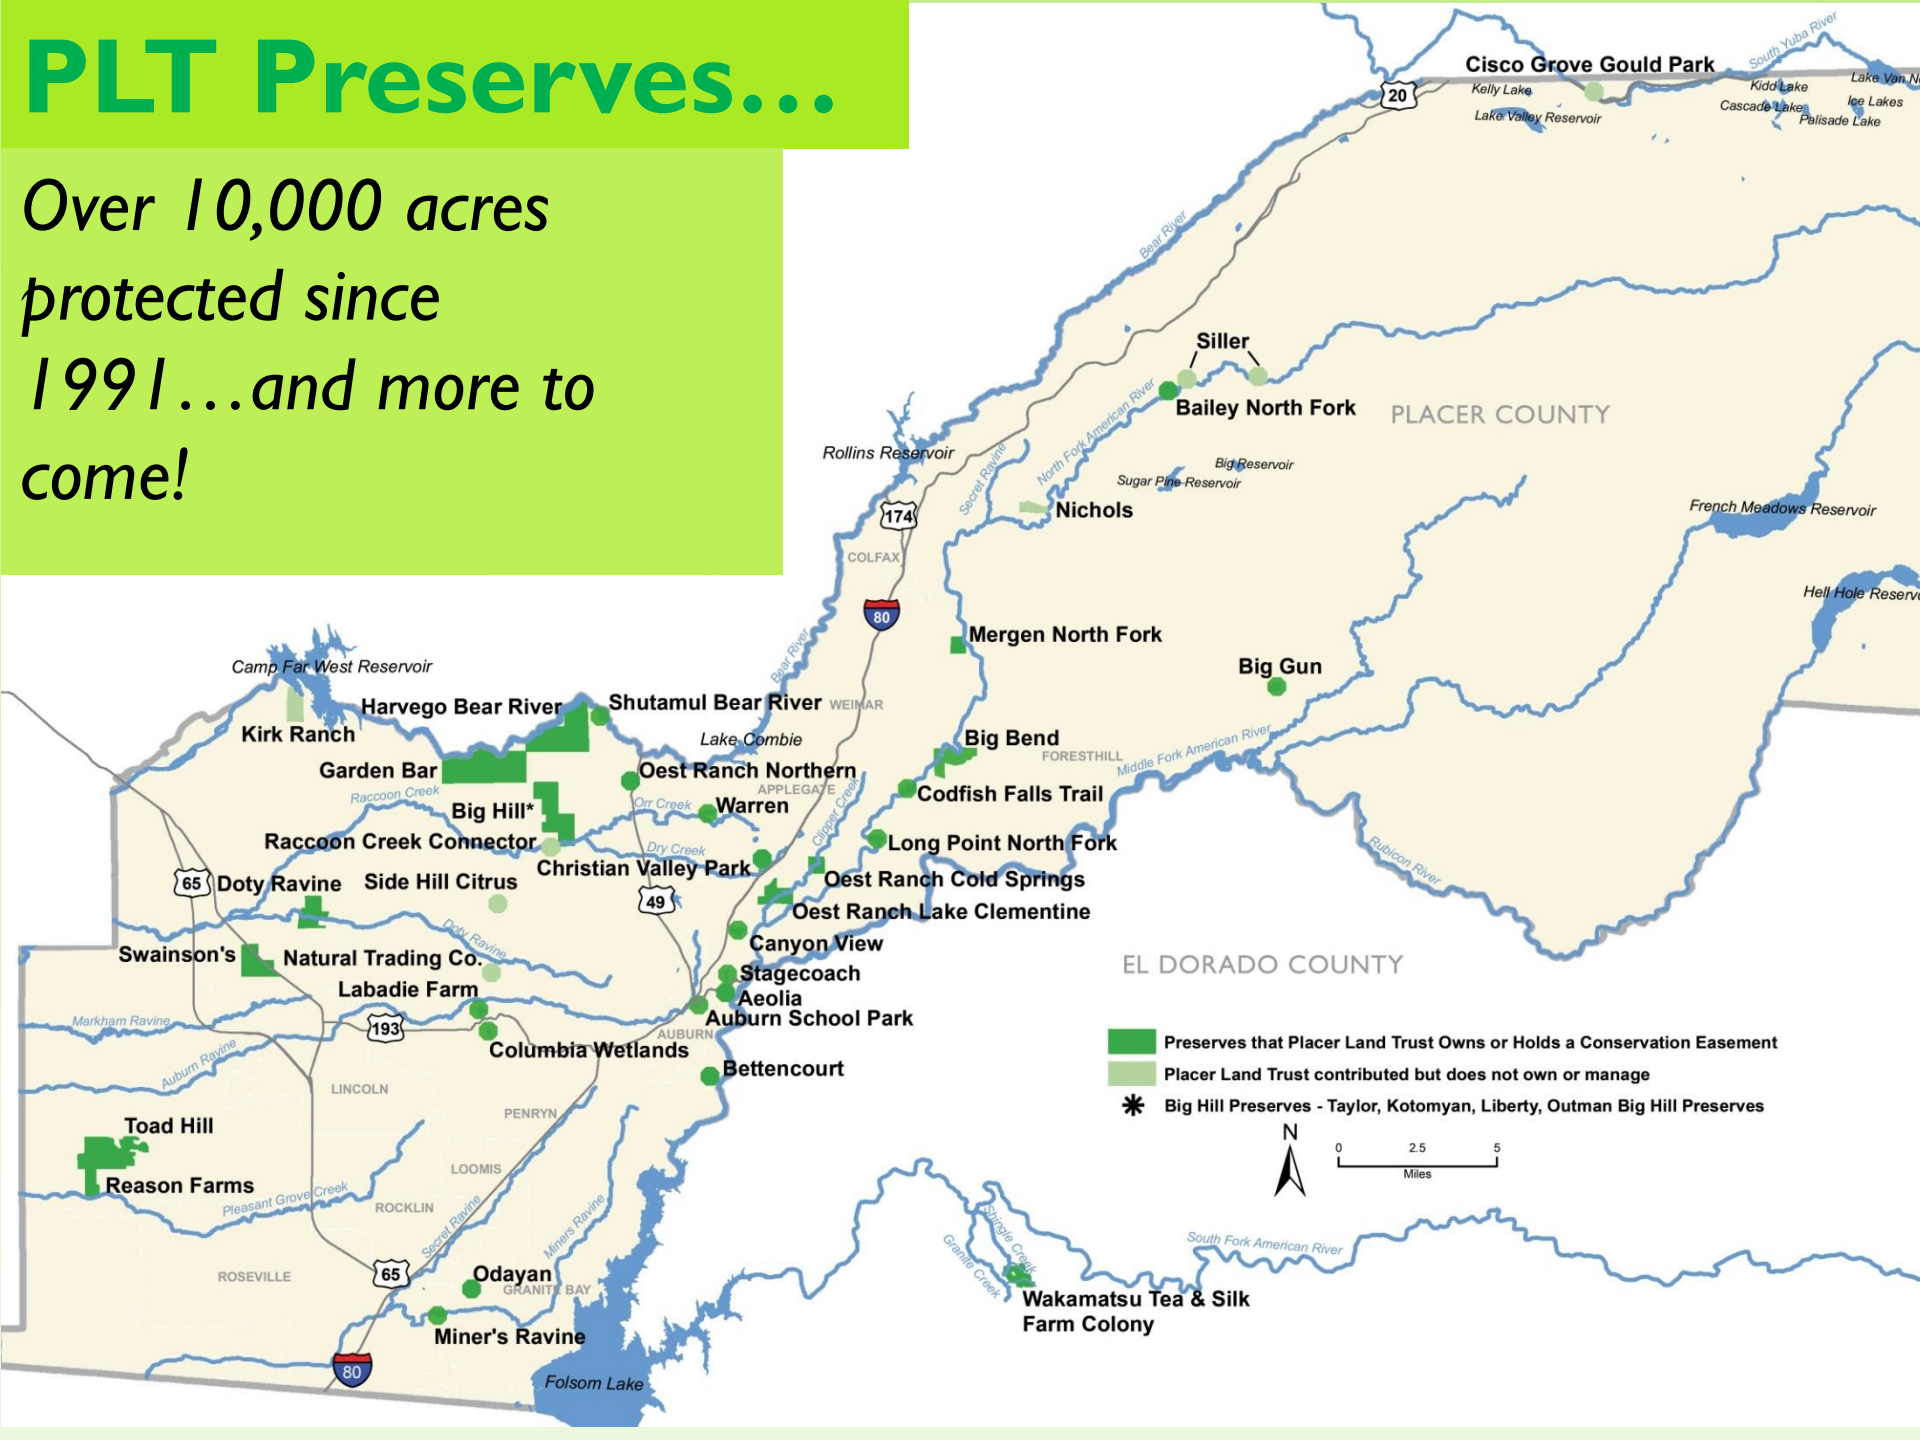 PLT Preserves…
Over 10,000 acres
protected since
1991…and more to
come!
Cisco Grove Gould Park
South Yuba River
20
Kelly Lake
Lake Valley Reservoir
Kidd Lake
Cascade Lake
Palisade Lake
Ice Lakes
Lake Van N
Bear River
Siller
Bailey North Fork
PLACER COUNTY
North Fork American River
Rollins Reservoir
Secret Ravine
Big Reservoir
Sugar Pine Reservoir
Nichols
174
COLFAX
French Meadows Reservoir
Hell Hole Reserv
80
Mergen North Fork
Big Gun
Bear River
Camp Far West Reservoir
Harvego Bear River
Shutamul Bear River
WEIMAR
Kirk Ranch
Lake Combie
Big Bend
FORESTHILL
Middle Fork American River
Garden Bar
Oest Ranch Northern
APPLEGATE
Raccoon Creek
Big Hill*
Orr Creek
Warren
Clipper Creek
Codfish Falls Trail
Raccoon Creek Connector
Dry Creek
Long Point North Fork
Christian Valley Park
Rubicon River
65
Doty Ravine
Side Hill Citrus
49
Oest Ranch Cold Springs
Oest Ranch Lake Clementine
Doty Ravine
Canyon View
Swainson's
Natural Trading Co.
EL DORADO COUNTY
Stagecoach
Labadie Farm
Aeolia
Auburn School Park
Markham Ravine
193
AUBURN
Columbia Wetlands
Auburn Ravine
Bettencourt
LINCOLN
PENRYN
Preserves that Placer Land Trust Owns or Holds a Conservation Easement
Placer Land Trust contributed but does not own or manage
Big Hill Preserves - Taylor, Kotomyan, Liberty, Outman Big Hill Preserves
N
0 2.5 5
Miles
Toad Hill
LOOMIS
Reason Farms
Pleasant Grove Creek
ROCKLIN
Secret Ravine
Miners Ravine
Shingle Creek
Granite Creek
South Fork American River
ROSEVILLE
65
Odayan
GRANITE BAY
Wakamatsu Tea & Silk
Farm Colony
Miner's Ravine
80
Folsom Lake